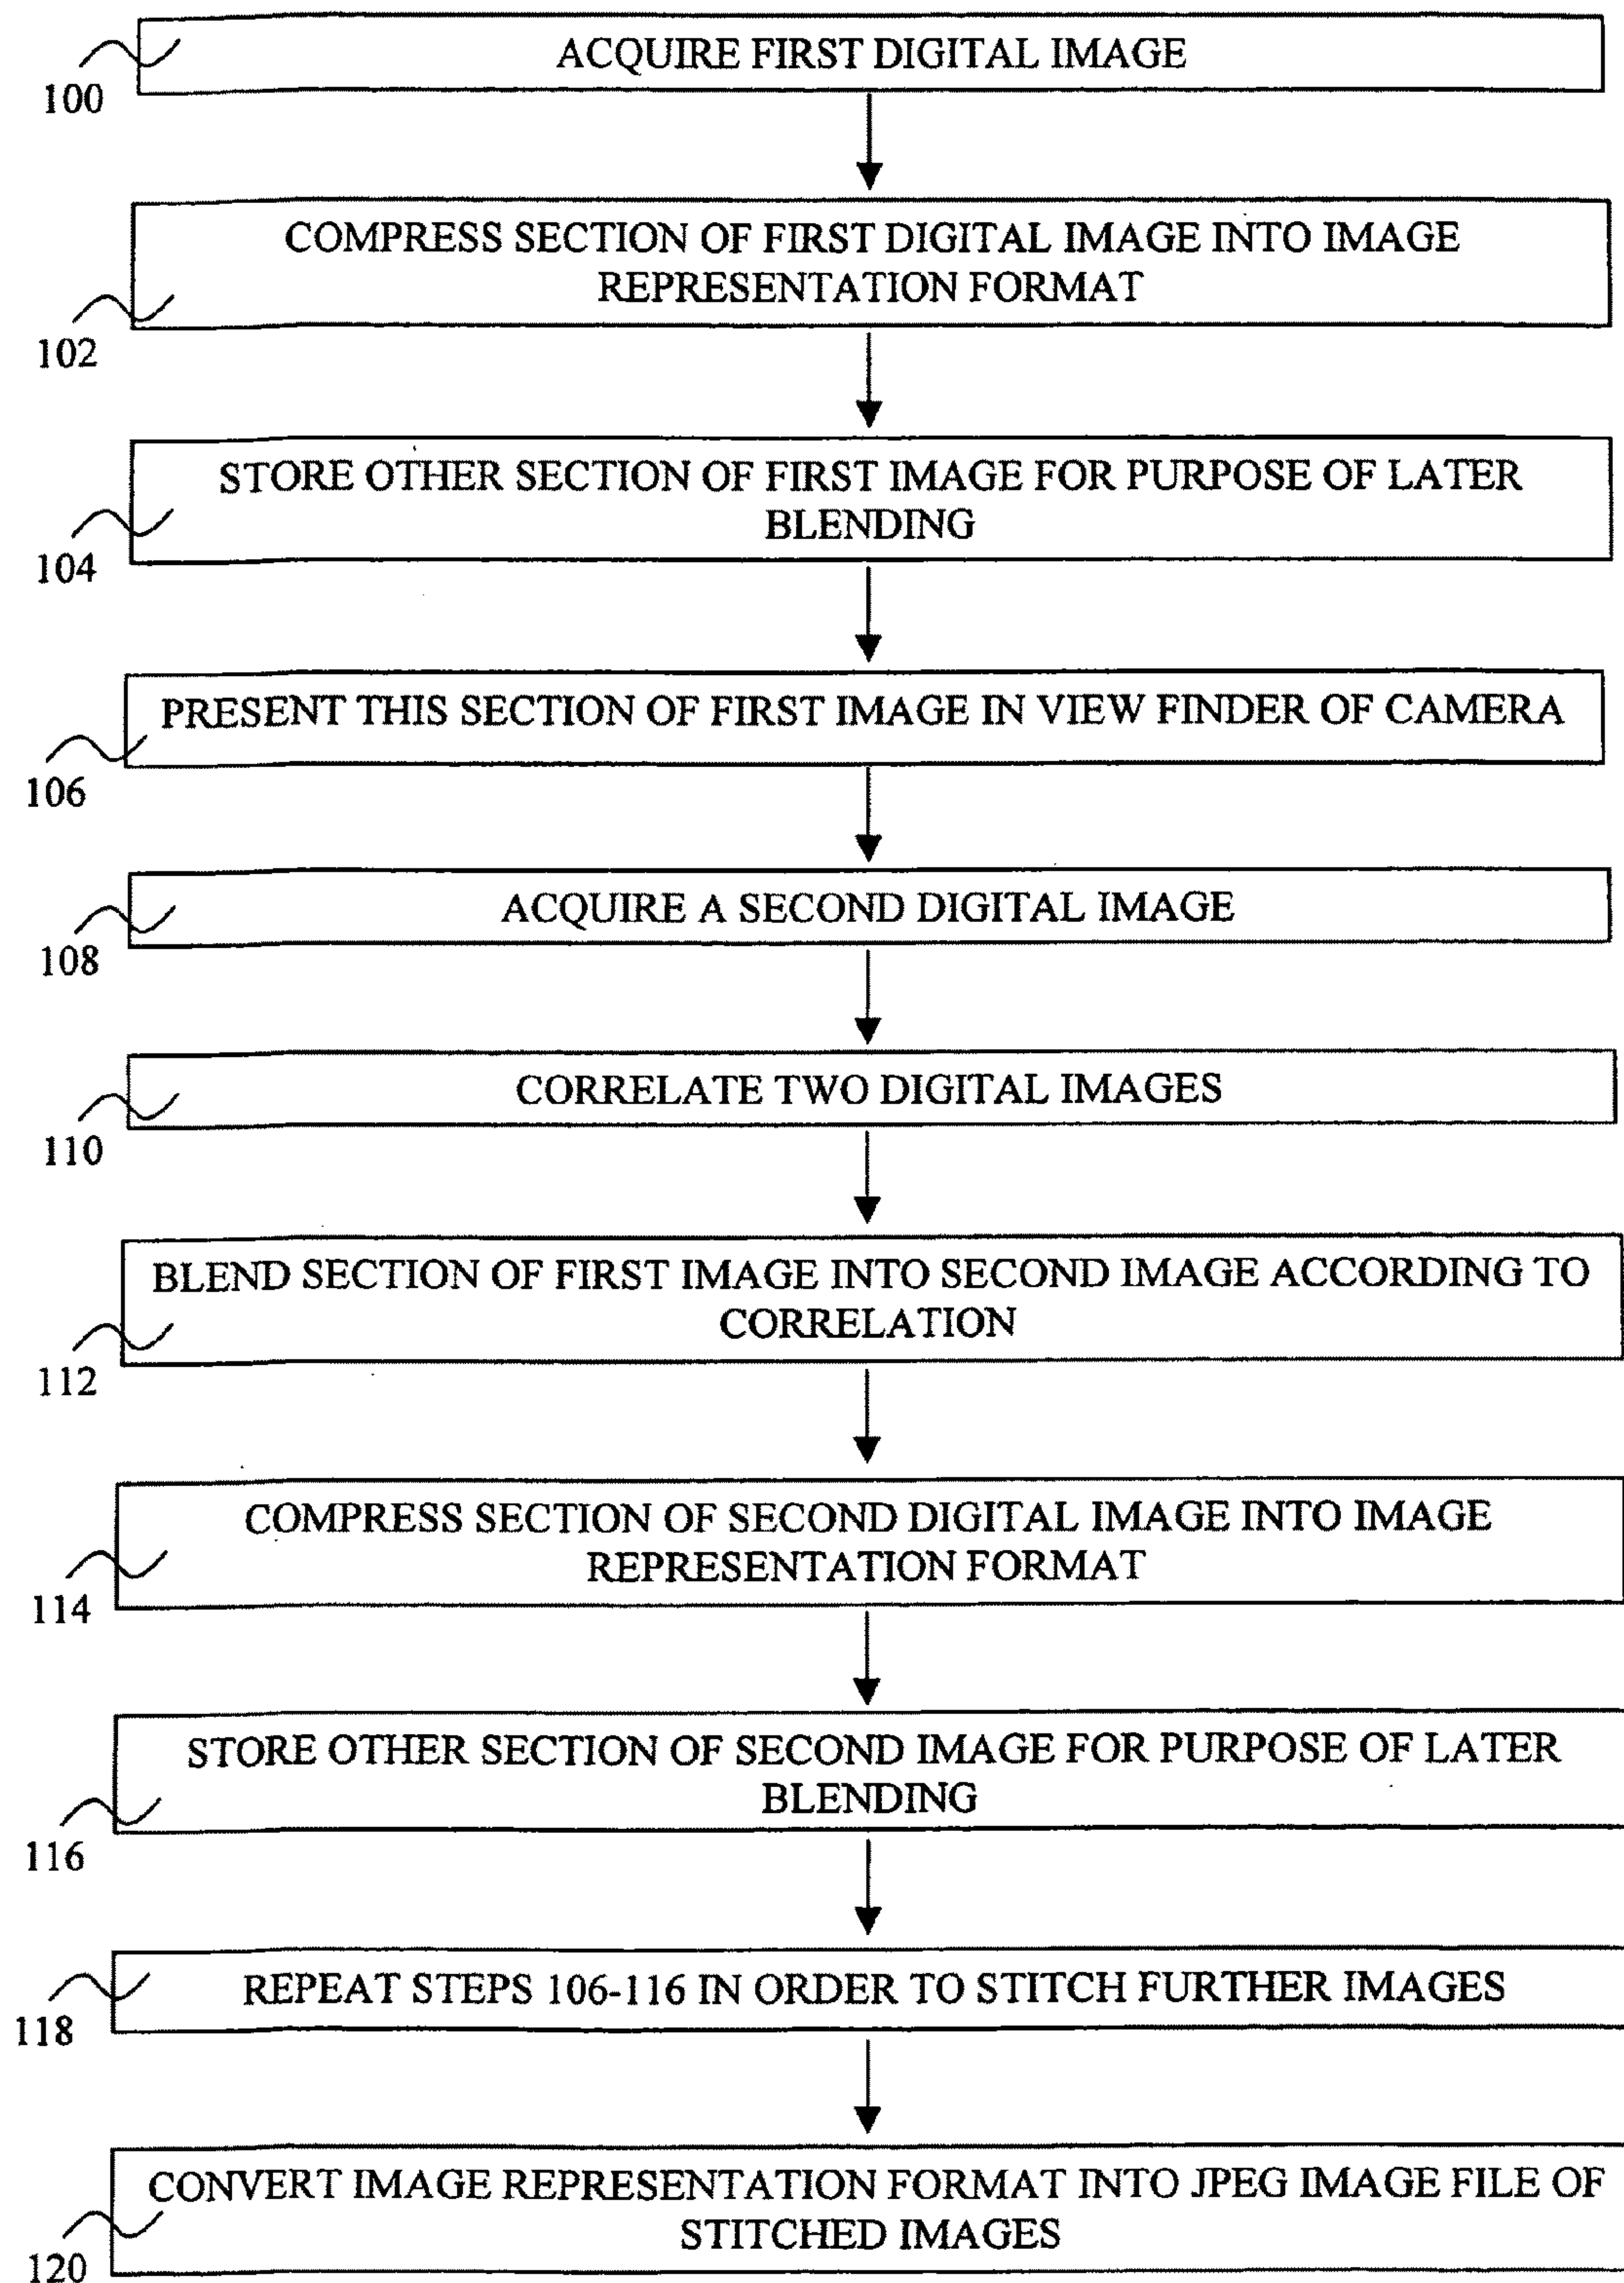 ACQUIRE FIRST DIGITAL IMAGE
100
COMPRESS SECTION OF FIRST DIGITAL IMAGE INTO IMAGE
REPRESENTATION FORMAT
102
STORE OTHER SECTION OF FIRST IMAGE FOR PURPOSE OF LATER
BLENDING
104
PRESENT THIS SECTION OF FIRST IMAGE IN VIEW FINDER OF CAMERA
106
ACQUIRE A SECOND DIGITAL IMAGE
108
CORRELATE TWO DIGITAL IMAGES
110
BLEND SECTION OF FIRST IMAGE INTO SECOND IMAGE ACCORDING TO
CORRELATION
112
COMPRESS SECTION OF SECOND DIGITAL IMAGE INTO IMAGE
REPRESENTATION FORMAT
114
STORE OTHER SECTION OF SECOND IMAGE FOR PURPOSE OF LATER
BLENDING
116
REPEAT STEPS 106-116 IN ORDER TO STITCH FURTHER IMAGES
118
CONVERT IMAGE REPRESENTATION FORMAT INTO JPEG IMAGE FILE OF
STITCHED IMAGES
120